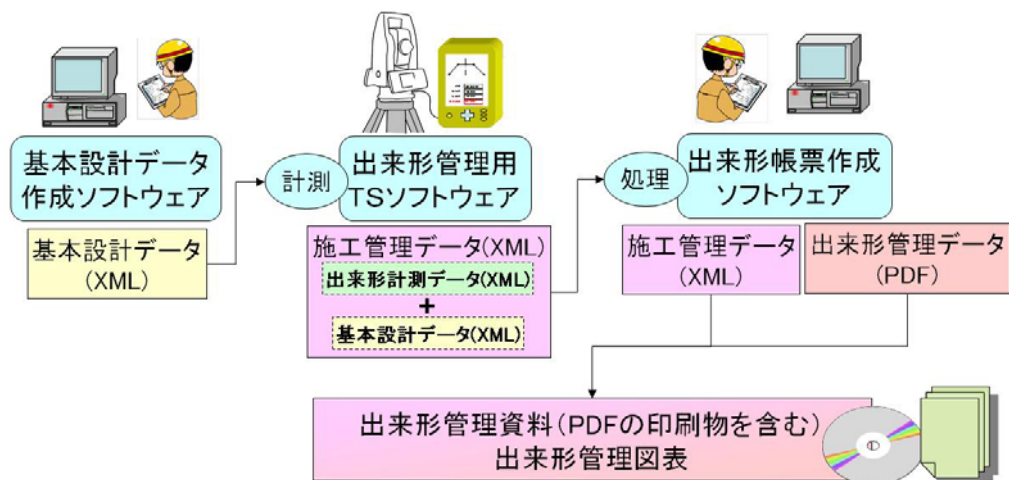 基本設計データ
作成ソフトウェア
計測
出来形管理用
TSソフトウェア
処理
出来形帳票作成
ソフトウェア
基本設計データ
(XML)
施工管理データ(XML)
出来形計測データ(XML)
+
基本設計データ(XML)
施工管理データ
(XML)
出来形管理データ
(PDF)
出来形管理資料(PDFの印刷物を含む)
出来形管理図表